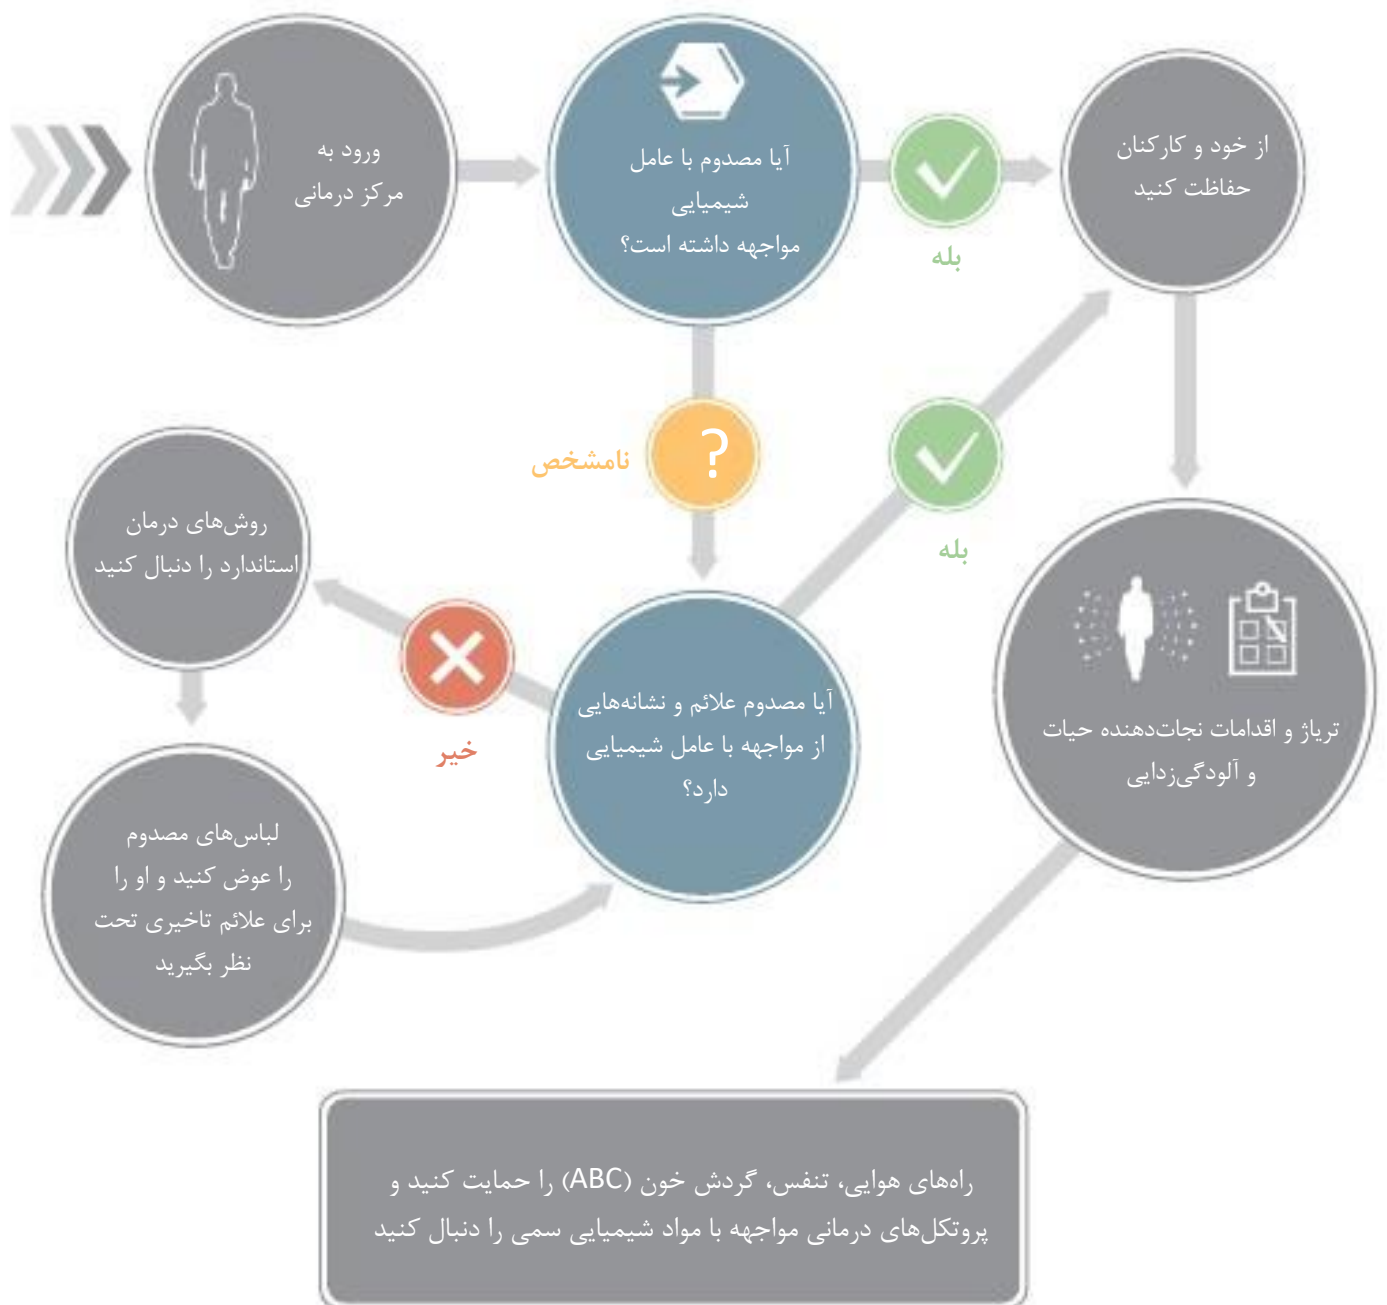 ورود به
مرکز درمانی
آیا مصدوم با عامل
شیمیایی
مواجهه داشته است؟
بله
از خود و کارکنان
حفاظت کنید
?
نامشخص
بله
روش‌های درمان
استاندارد را دنبال کنید
خیر
آیا مصدوم علائم و نشانه‌هایی
از مواجهه با عامل شیمیایی
دارد؟
تریاژ و اقدامات نجات‌دهنده حیات
و آلودگی‌زدایی
لباس‌های مصدوم
را عوض کنید و او را
برای علائم تاخیری تحت
نظر بگیرید
راه‌های هوایی، تنفس، گردش خون (ABC) را حمایت کنید و
پروتکل‌های درمانی مواجهه با مواد شیمیایی سمی را دنبال کنید